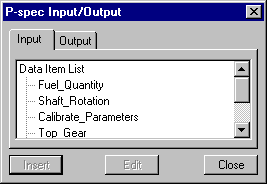 P-spec Input/Output
Input Output
Data Item List
Fuel_Quantity
Shaft_Rotation
Calibrate_Parameters
Top_Gear
Insert Edit Close